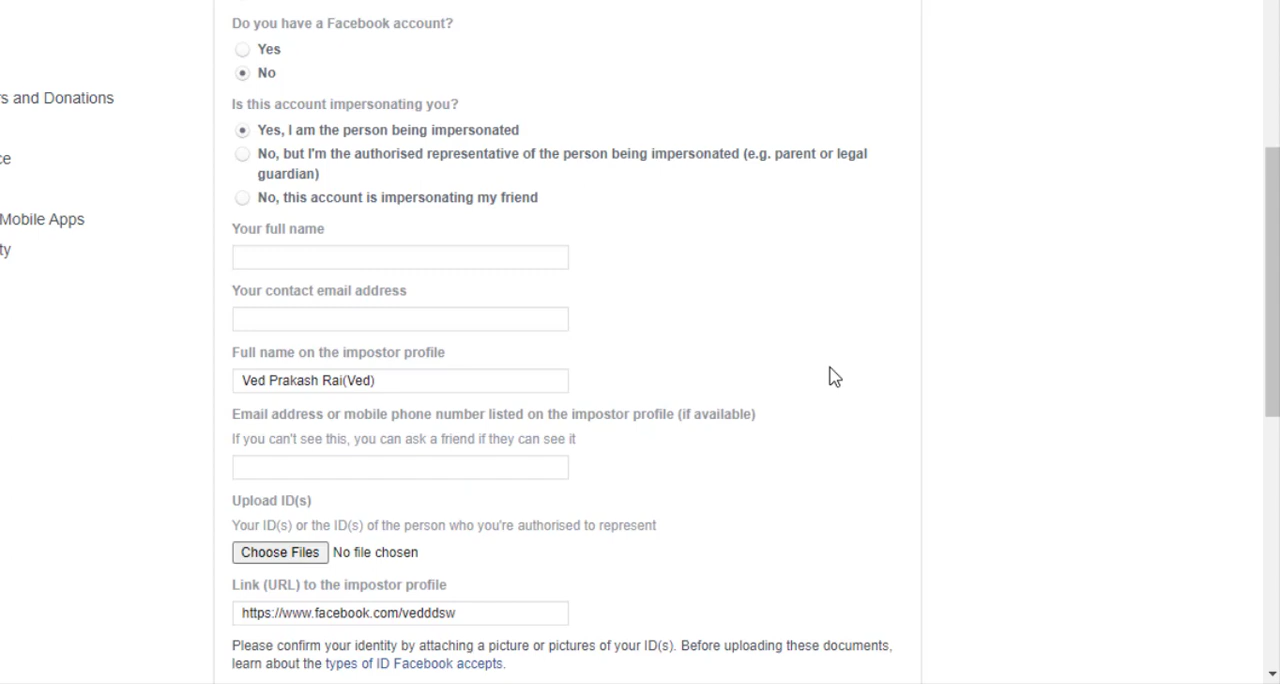 Do you have a Facebook account?
Yes
No
rs and Donations
Is this account impersonating you?
Yes, I am the person being impersonated
No, but I'm the authorised representative of the person being impersonated (e.g. parent or legal
guardian)
ce
No, this account is impersonating my friend
Mobile Apps
Your full name
ty
Your contact email address
Full name on the impostor profile
Ved Prakash Rai(Ved)
Email address or mobile phone number listed on the impostor profile (if available)
If you can't see this, you can ask a friend if they can see it
Upload ID(s)
Your ID(s) or the ID(s) of the person who you're authorised to represent
Choose Files No file chosen
Link (URL) to the impostor profile
https://www.facebook.com/vedddsw
Please confirm your identity by attaching a picture or pictures of your ID(s). Before uploading these documents,
learn about the types of ID Facebook accepts.